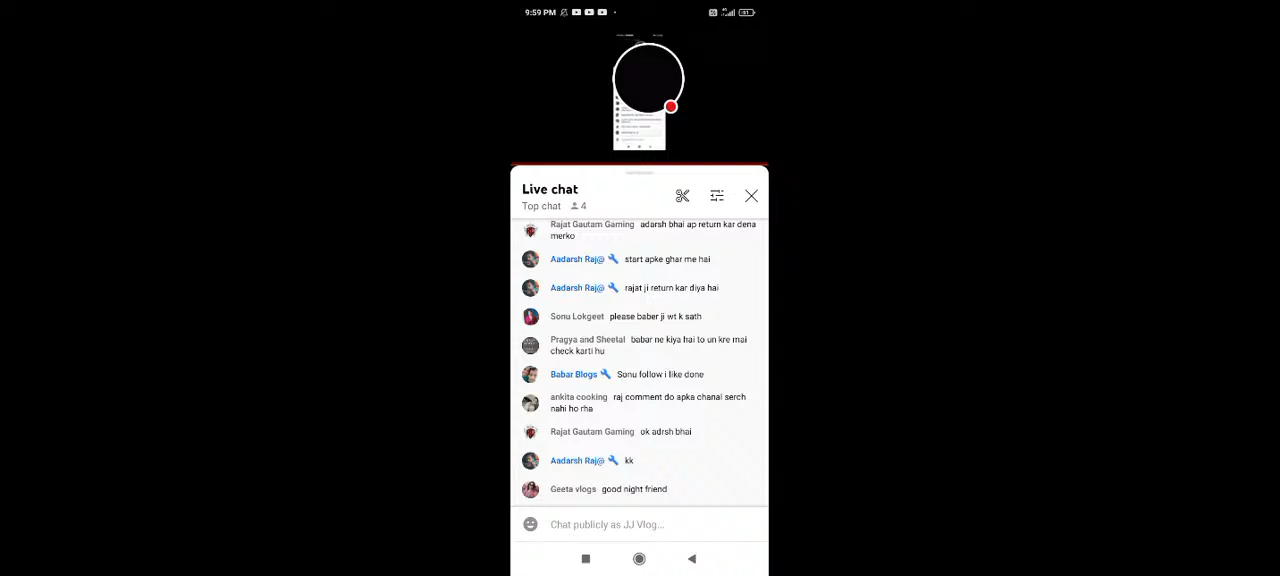 9:59 PM
Live chat
Top chat 4
Rajat Gautam Gaming adarsh bhai ap return kar dena
merko
Aadarsh Raj@ start apke ghar me hai
Aadarsh Raj@ rajat ji return kar diya hai
Sonu Lokgeet please baber ji wt k sath
Pragya and Sheetal babar ne kiya hai to un kre mai
check karti hu
Babar Blogs Sonu follow i like done
ankita cooking raj comment do apka chanal serch
nahi ho rha
Rajat Gautam Gaming ok adrsh bhai
Aadarsh Raj@ kk
Geeta vlogs good night friend
Chat publicly as JJ Vlog...